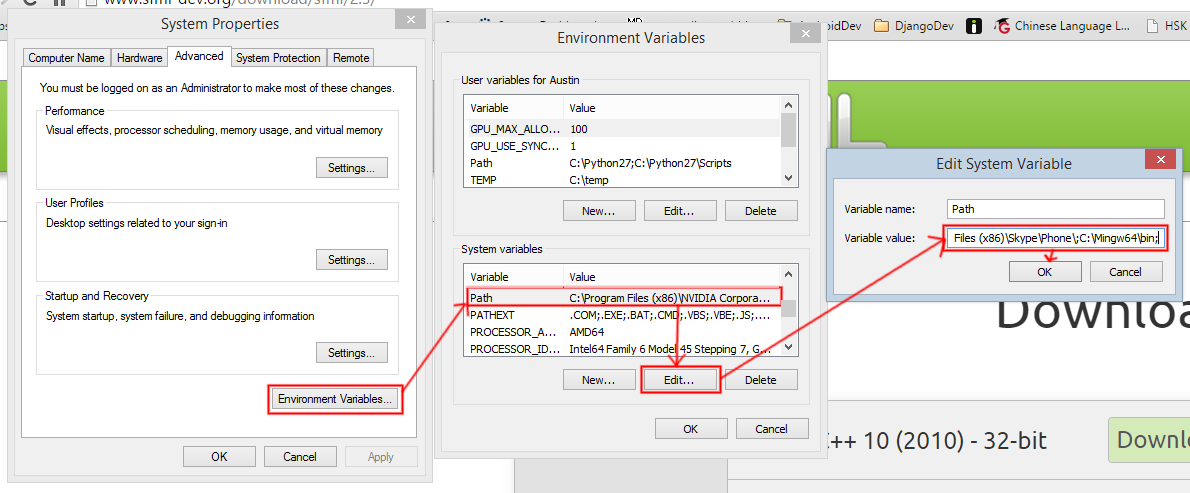 www.sfml-dev.org/download/sfml/2.3/
AndroidDev
DjangoDev
Chinese Language L...
HSK
System Properties
Computer Name
Hardware
Advanced
System Protection
Remote
You must be logged on as an Administrator to make most of these changes.
Performance
Visual effects, processor scheduling, memory usage, and virtual memory
Settings...
User Profiles
Desktop settings related to your sign-in
Settings...
Startup and Recovery
System startup, system failure, and debugging information
Settings...
Environment Variables...
OK
Cancel
Apply
Environment Variables
User variables for Austin
Variable Value
GPU_MAX_ALLO... 100
GPU_USE_SYNC... 1
Path C:\Python27;C:\Python27\Scripts
TEMP C:\temp
New...
Edit...
Delete
System variables
Variable Value
Path C:\Program Files (x86)\NVIDIA Corpora...
PATHEXT .COM;.EXE;.BAT;.CMD;.VBS;.VBE;.JS;....
PROCESSOR_A... AMD64
PROCESSOR_ID... Intel64 Family 6 Model 45 Stepping 7, G...
New...
Edit...
Delete
OK
Cancel
Edit System Variable
Variable name: Path
Variable value: Files (x86)\Skype\Phone\;C:\Mingw64\bin;
OK
Cancel
Downloa
C++ 10 (2010) - 32-bit
Downlo